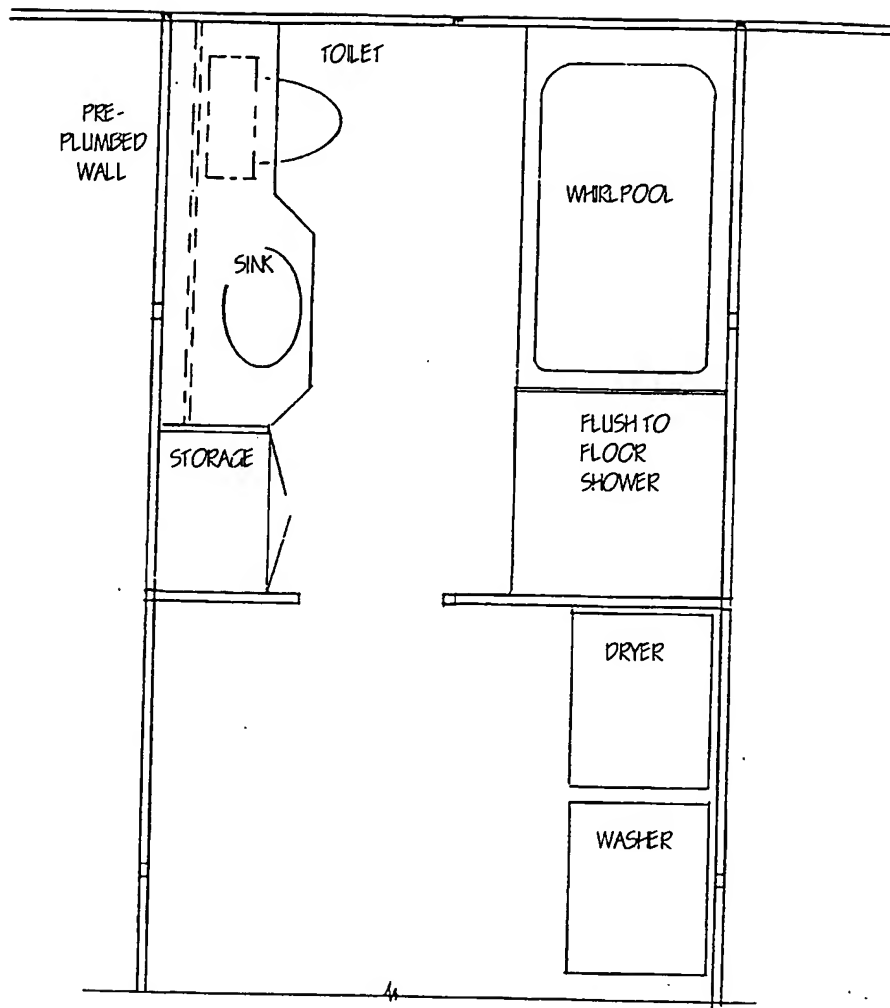 TOILET
PRE-
PLUMBED
WALL
WHIRLPOOL
SINK
STORAGE
FLUSH TO
FLOOR
SHOWER
DRYER
WASHER